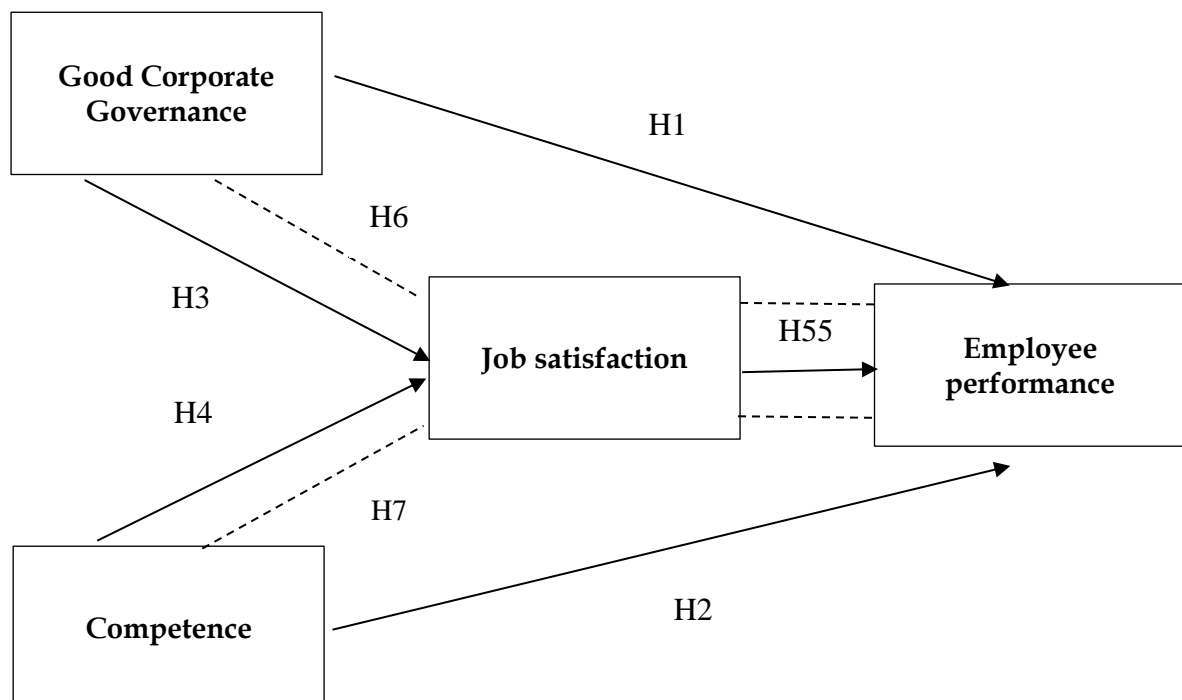 Good Corporate
Governance
H1
H6
H3
H55
Job satisfaction
Employee
performance
H4
H7
H2
Competence